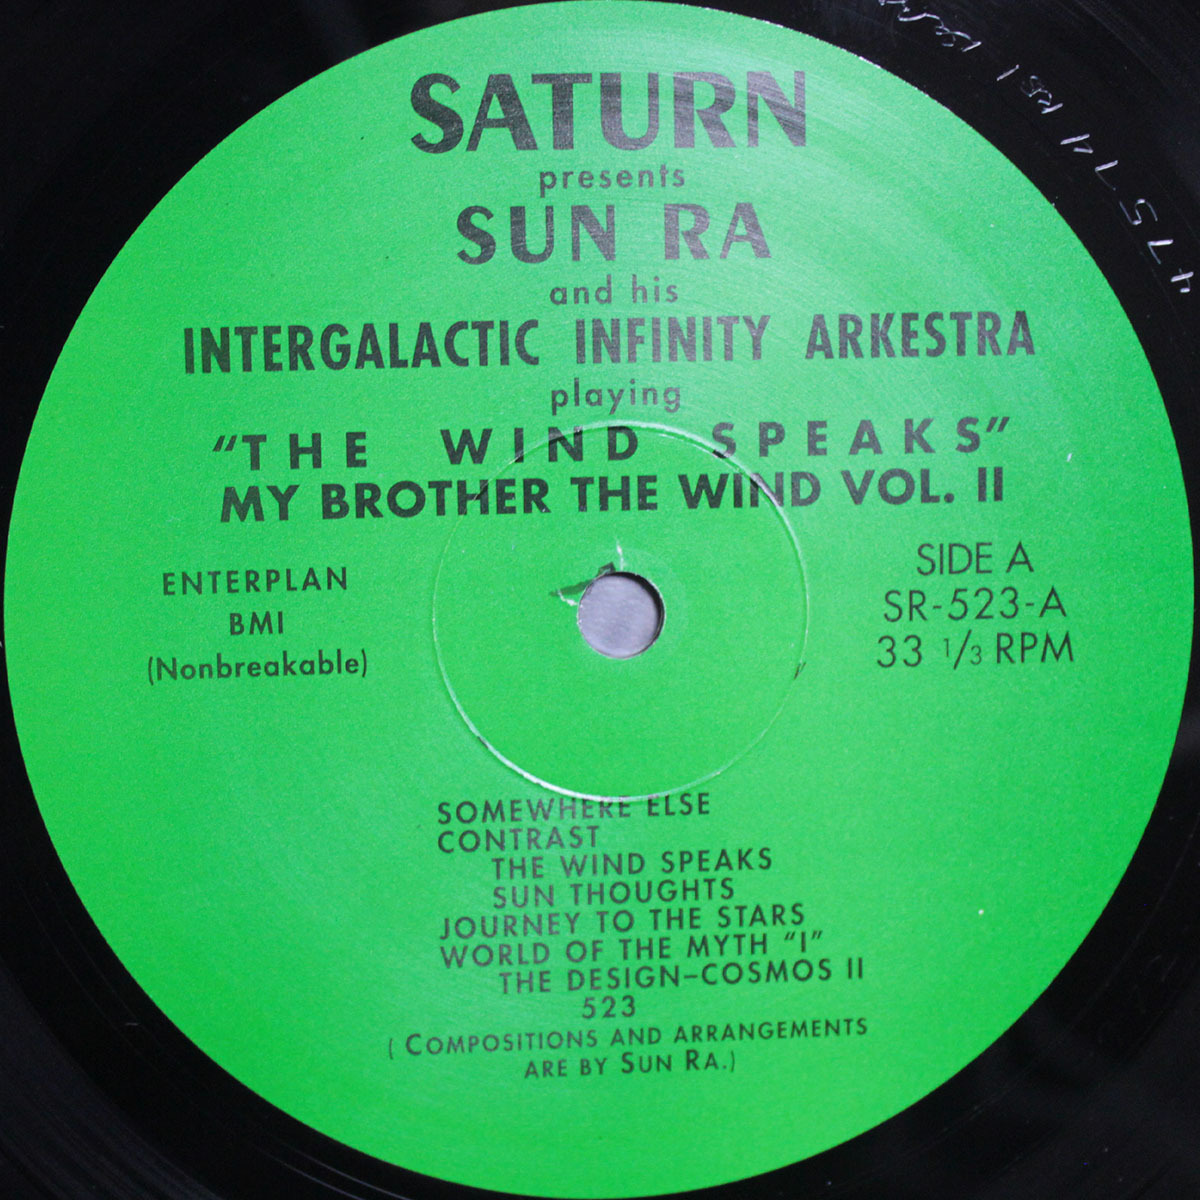 SATURN
presents
SUN RA
and his
INTERGALACTIC INFINITY ARKESTRA
playing
"THE WIND SPEAKS"
MY BROTHER THE WIND VOL. II
ENTERPLAN
BMI
(Nonbreakable)
SIDE A
SR-523-A
33 1/3 RPM
SOMEWHERE ELSE
CONTRAST
THE WIND SPEAKS
SUN THOUGHTS
JOURNEY TO THE STARS
WORLD OF THE MYTH "I"
THE DESIGN–COSMOS II
523
( COMPOSITIONS AND ARRANGEMENTS
ARE BY SUN RA.)